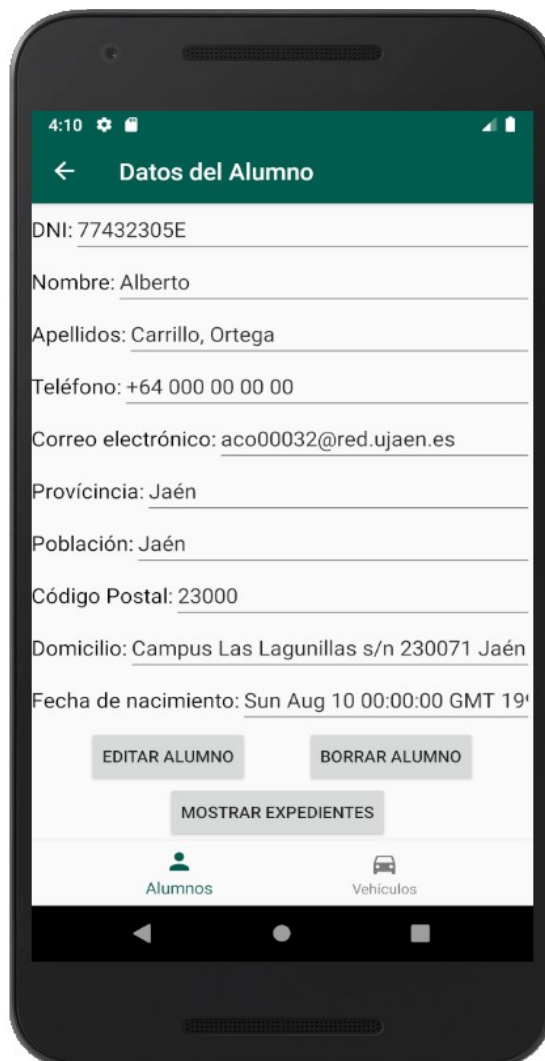 4:10
Datos del Alumno
DNI: 77432305E
Nombre: Alberto
Apellidos: Carrillo, Ortega
Teléfono: +64 000 00 00 00
Correo electrónico: aco00032@red.ujaen.es
Provícincia: Jaén
Población: Jaén
Código Postal: 23000
Domicilio: Campus Las Lagunillas s/n 230071 Jaén
Fecha de nacimiento: Sun Aug 10 00:00:00 GMT
EDITAR ALUMNO BORRAR ALUMNO
MOSTRAR EXPEDIENTES
Alumnos Vehículos